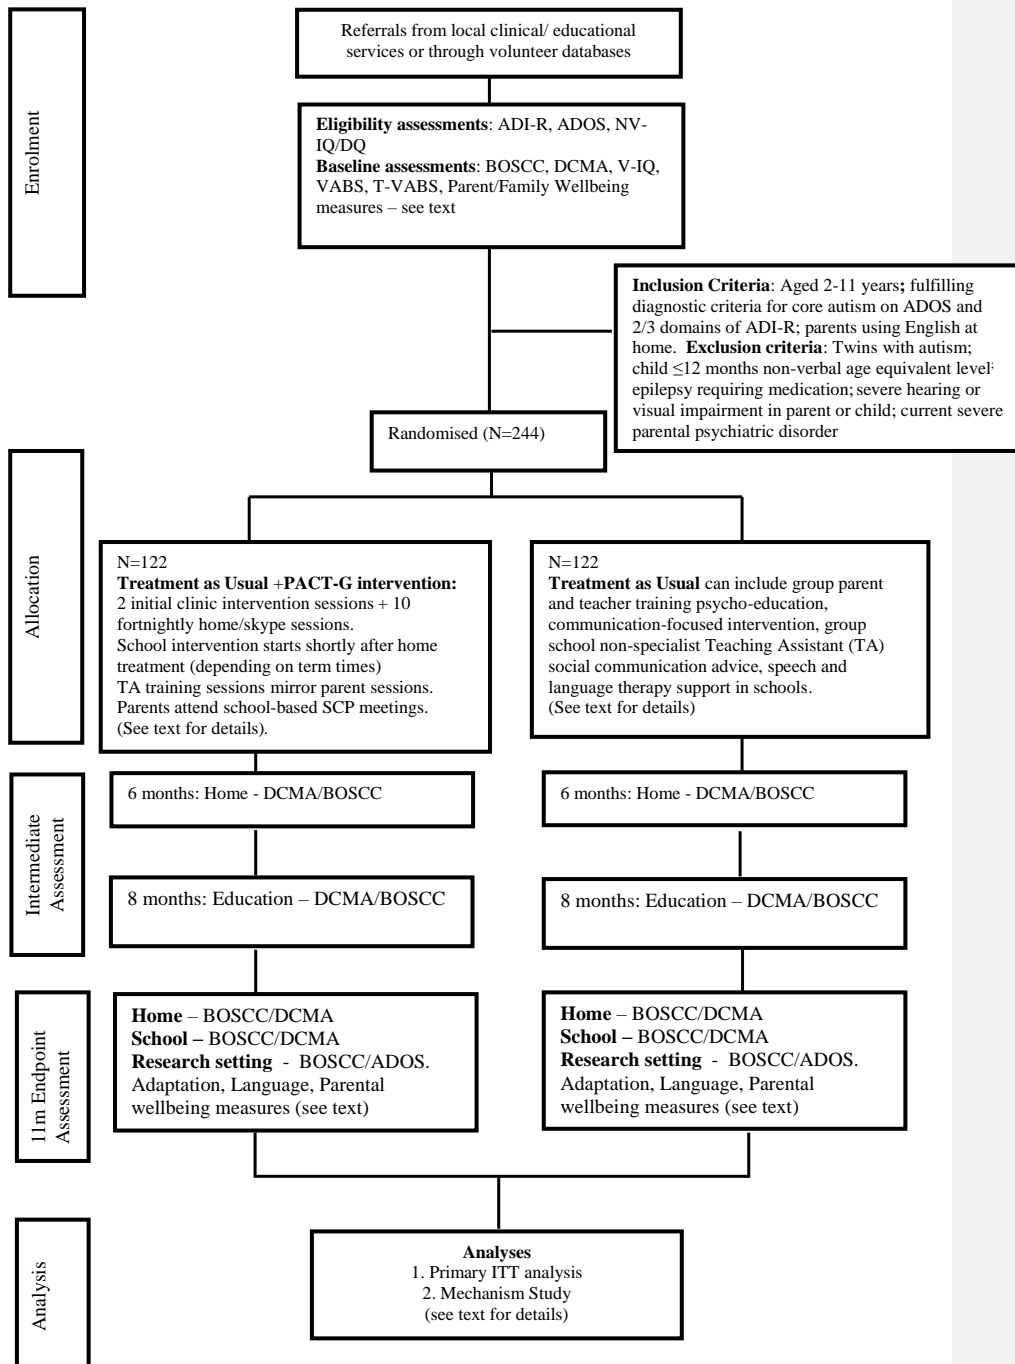 Enrolment
Referrals from local clinical/ educational
services or through volunteer databases
Eligibility assessments: ADI-R, ADOS, NV-
IQ/DQ
Baseline assessments: BOSCC, DCMA, V-IQ,
VABS, T-VABS, Parent/Family Wellbeing
measures – see text
Inclusion Criteria: Aged 2-11 years; fulfilling
diagnostic criteria for core autism on ADOS and
2/3 domains of ADI-R; parents using English at
home. Exclusion criteria: Twins with autism;
child ≤12 months non-verbal age equivalent level;
epilepsy requiring medication; severe hearing or
visual impairment in parent or child; current severe
parental psychiatric disorder
Randomised (N=244)
Allocation
N=122
Treatment as Usual +PACT-G intervention:
2 initial clinic intervention sessions + 10
fortnightly home/skype sessions.
School intervention starts shortly after home
treatment (depending on term times)
TA training sessions mirror parent sessions.
Parents attend school-based SCP meetings.
(See text for details).
N=122
Treatment as Usual can include group parent
and teacher training psycho-education,
communication-focused intervention, group
school non-specialist Teaching Assistant (TA)
social communication advice, speech and
language therapy support in schools.
(See text for details)
Intermediate
Assessment
6 months: Home - DCMA/BOSCC
6 months: Home - DCMA/BOSCC
8 months: Education – DCMA/BOSCC
8 months: Education – DCMA/BOSCC
11m Endpoint
Assessment
Home – BOSCC/DCMA
School – BOSCC/DCMA
Research setting - BOSCC/ADOS.
Adaptation, Language, Parental
wellbeing measures (see text)
Home – BOSCC/DCMA
School – BOSCC/DCMA
Research setting - BOSCC/ADOS.
Adaptation, Language, Parental
wellbeing measures (see text)
Analysis
Analyses
1. Primary ITT analysis
2. Mechanism Study
(see text for details)